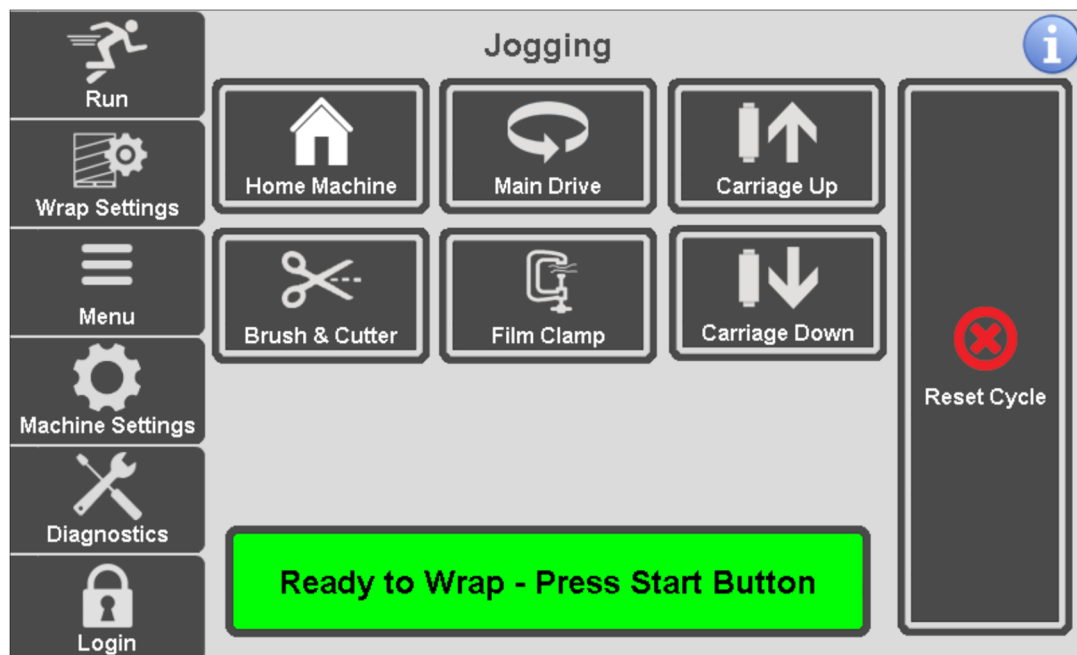 Run
Wrap Settings
Menu
Machine Settings
Diagnostics
Login
Jogging
i
Home Machine
Main Drive
Carriage Up
Brush & Cutter
Film Clamp
Carriage Down
Reset Cycle
Ready to Wrap - Press Start Button